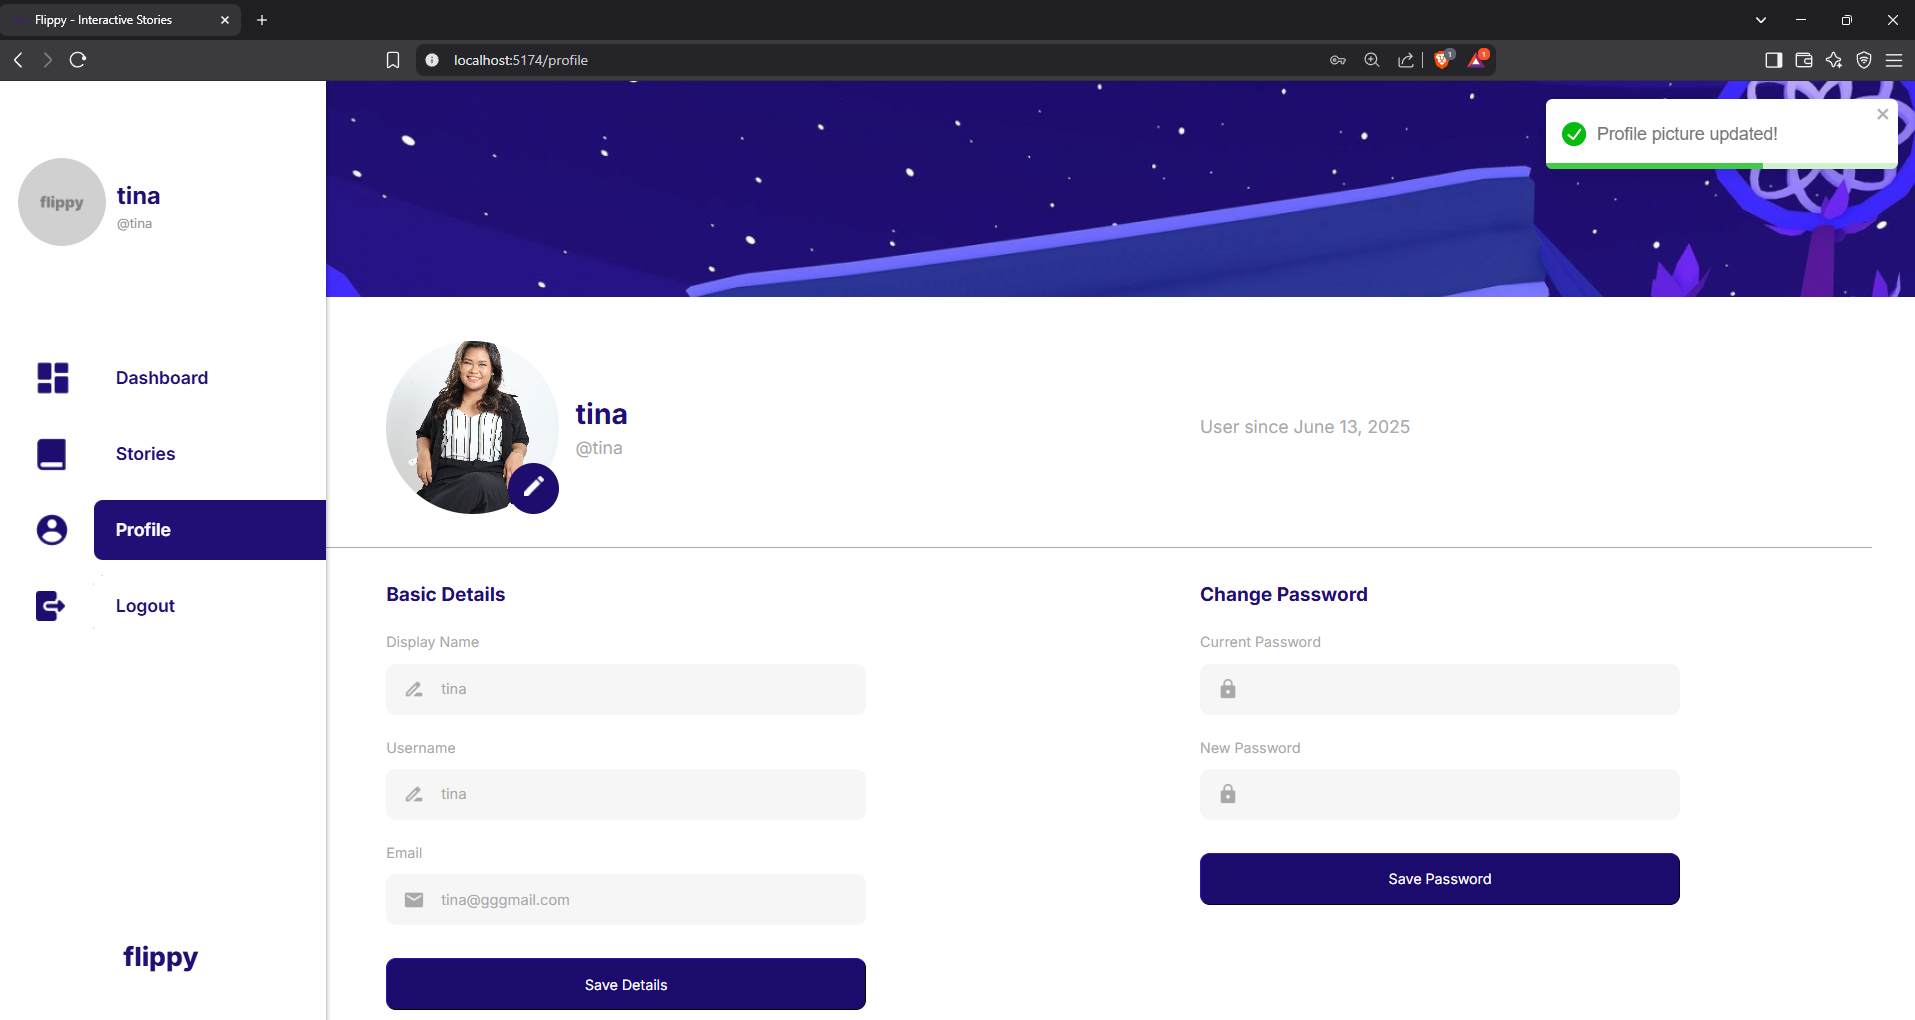 Flippy - Interactive Stories
localhost:5174/profile
1
1
Profile picture updated!
flippy
tina
@tina
Dashboard
Stories
Profile
Logout
flippy
tina
@tina
User since June 13, 2025
Basic Details
Display Name
tina
Username
tina
Email
tina@gggmail.com
Save Details
Change Password
Current Password
New Password
Save Password